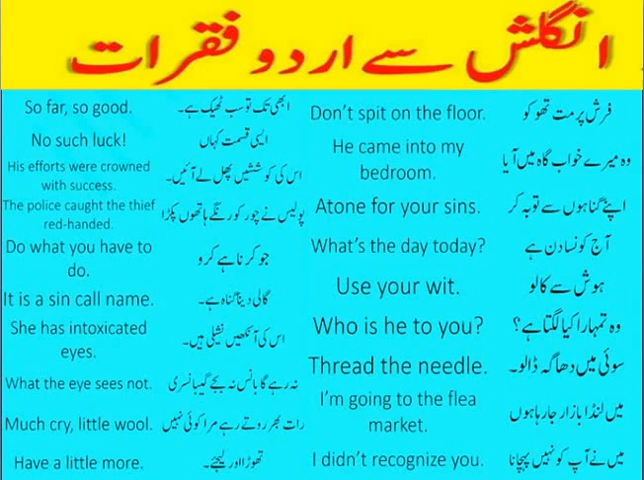 انگلش سے اردو فقرات
So far, so good.
ابھی تک تو سب ٹھیک ہے۔
No such luck!
ایسی قسمت کہاں
His efforts were crowned
with success.
اس کی کوششیں پھل لے آئیں۔
The police caught the thief
red-handed.
پولیس نے چور کو رنگے ہاتھوں پکڑا
Do what you have to
do.
جو کرنا ہے کرو
It is a sin call name.
گالی دینا گناہ ہے۔
She has intoxicated
eyes.
اس کی آنکھیں نشیلی ہیں۔
What the eye sees not.
نہ رہے گا بانس نہ بجے گی بانسری
Much cry, little wool.
رات بھر روتے رہے مرا کوئی نہیں
Have a little more.
تھوڑا اور لیجئے۔
Don’t spit on the floor.
فرش پر مت تھوکو
He came into my
bedroom.
وہ میرے خواب گاہ میں آیا
Atone for your sins.
اپنے گناہوں سے توبہ کر
What’s the day today?
آج کونسا دن ہے
Use your wit.
ہوش سے کا لو
Who is he to you?
وہ تمہارا کیا لگتا ہے؟
Thread the needle.
سوئی میں دھاگہ ڈالو۔
I’m going to the flea
market.
میں لنڈا بازار جا رہا ہوں
I didn’t recognize you.
میں نے آپ کو نہیں پہچانا